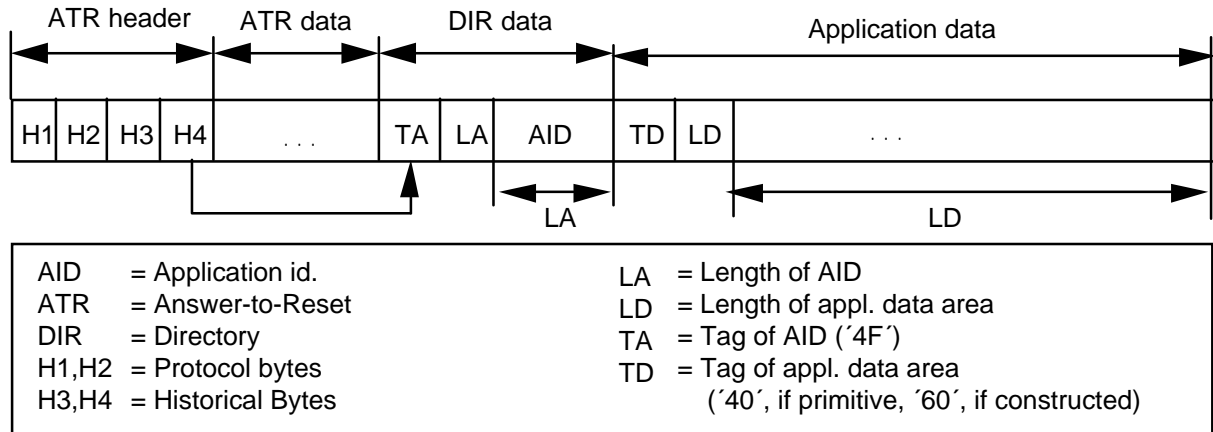 ATR header ATR data DIR data Application data
H1 H2 H3 H4 . . . TA LA AID TD LD . . .
LA LD
AID = Application id.
ATR = Answer-to-Reset
DIR = Directory
H1,H2 = Protocol bytes
H3,H4 = Historical Bytes
LA = Length of AID
LD = Length of appl. data area
TA = Tag of AID (´4F´)
TD = Tag of appl. data area
(´40´, if primitive, ´60´, if constructed)